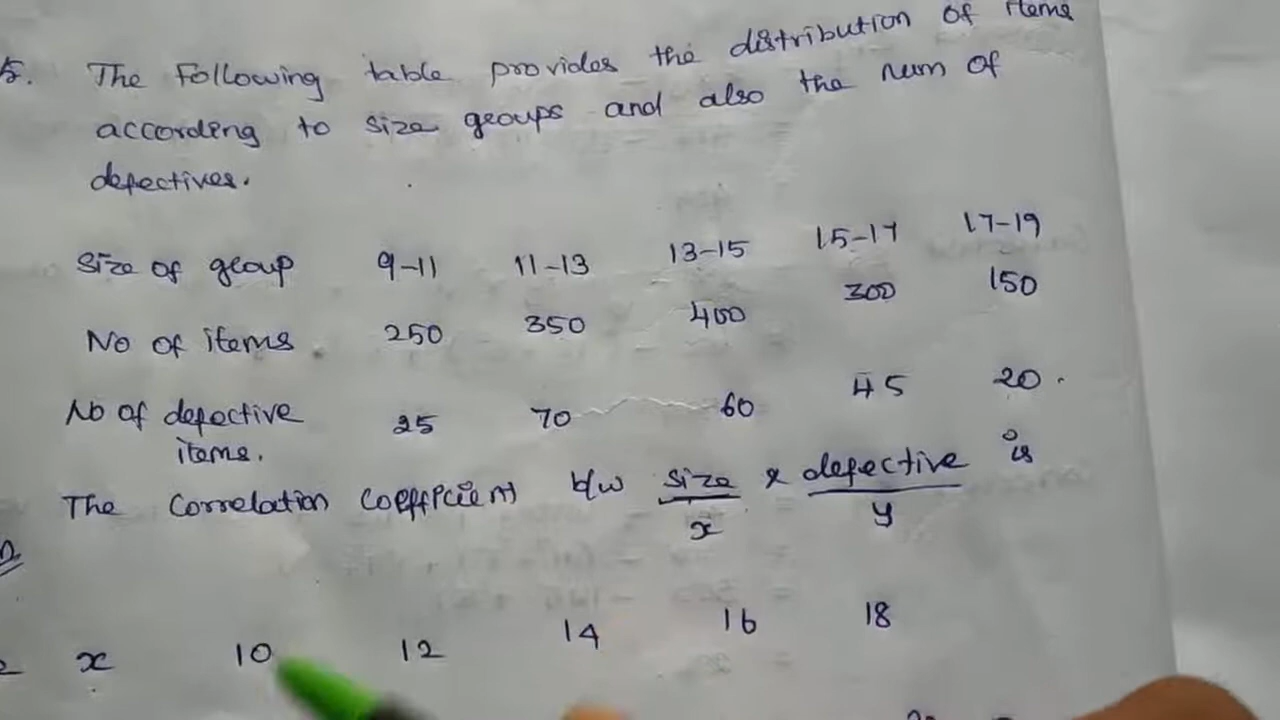 5. The Following table provides the distribution of items
according to size groups and also the num of
defectives.
Size of group 9-11 11-13 13-15 15-17 17-19
No of items 250 350 400 300 150
No of defective 25 70 60 45 20.
items.
The Correlation Coefficient b/w size & defective is
x y
x 10 12 14 16 18